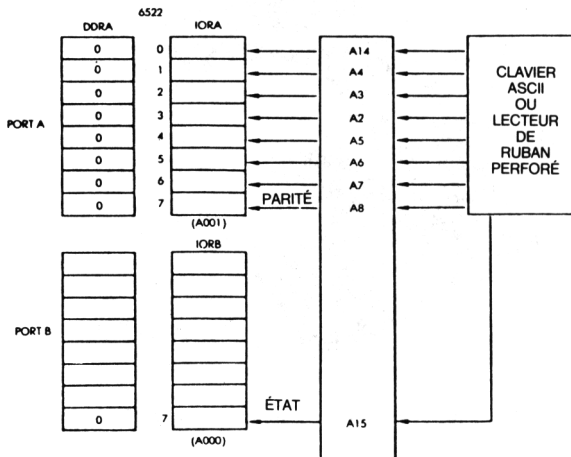 6522
DDRA IORA
0 0 A14
0 1 A4
0 2 A3
0 3 A2
0 4 A5
0 5 A6
0 6 A7
0 7 PARITÉ A8
PORT A
CLAVIER
ASCII
OU
LECTEUR
DE
RUBAN
PERFORÉ
(A001)
IORB
PORT B
ÉTAT
0 7 A15
(A000)